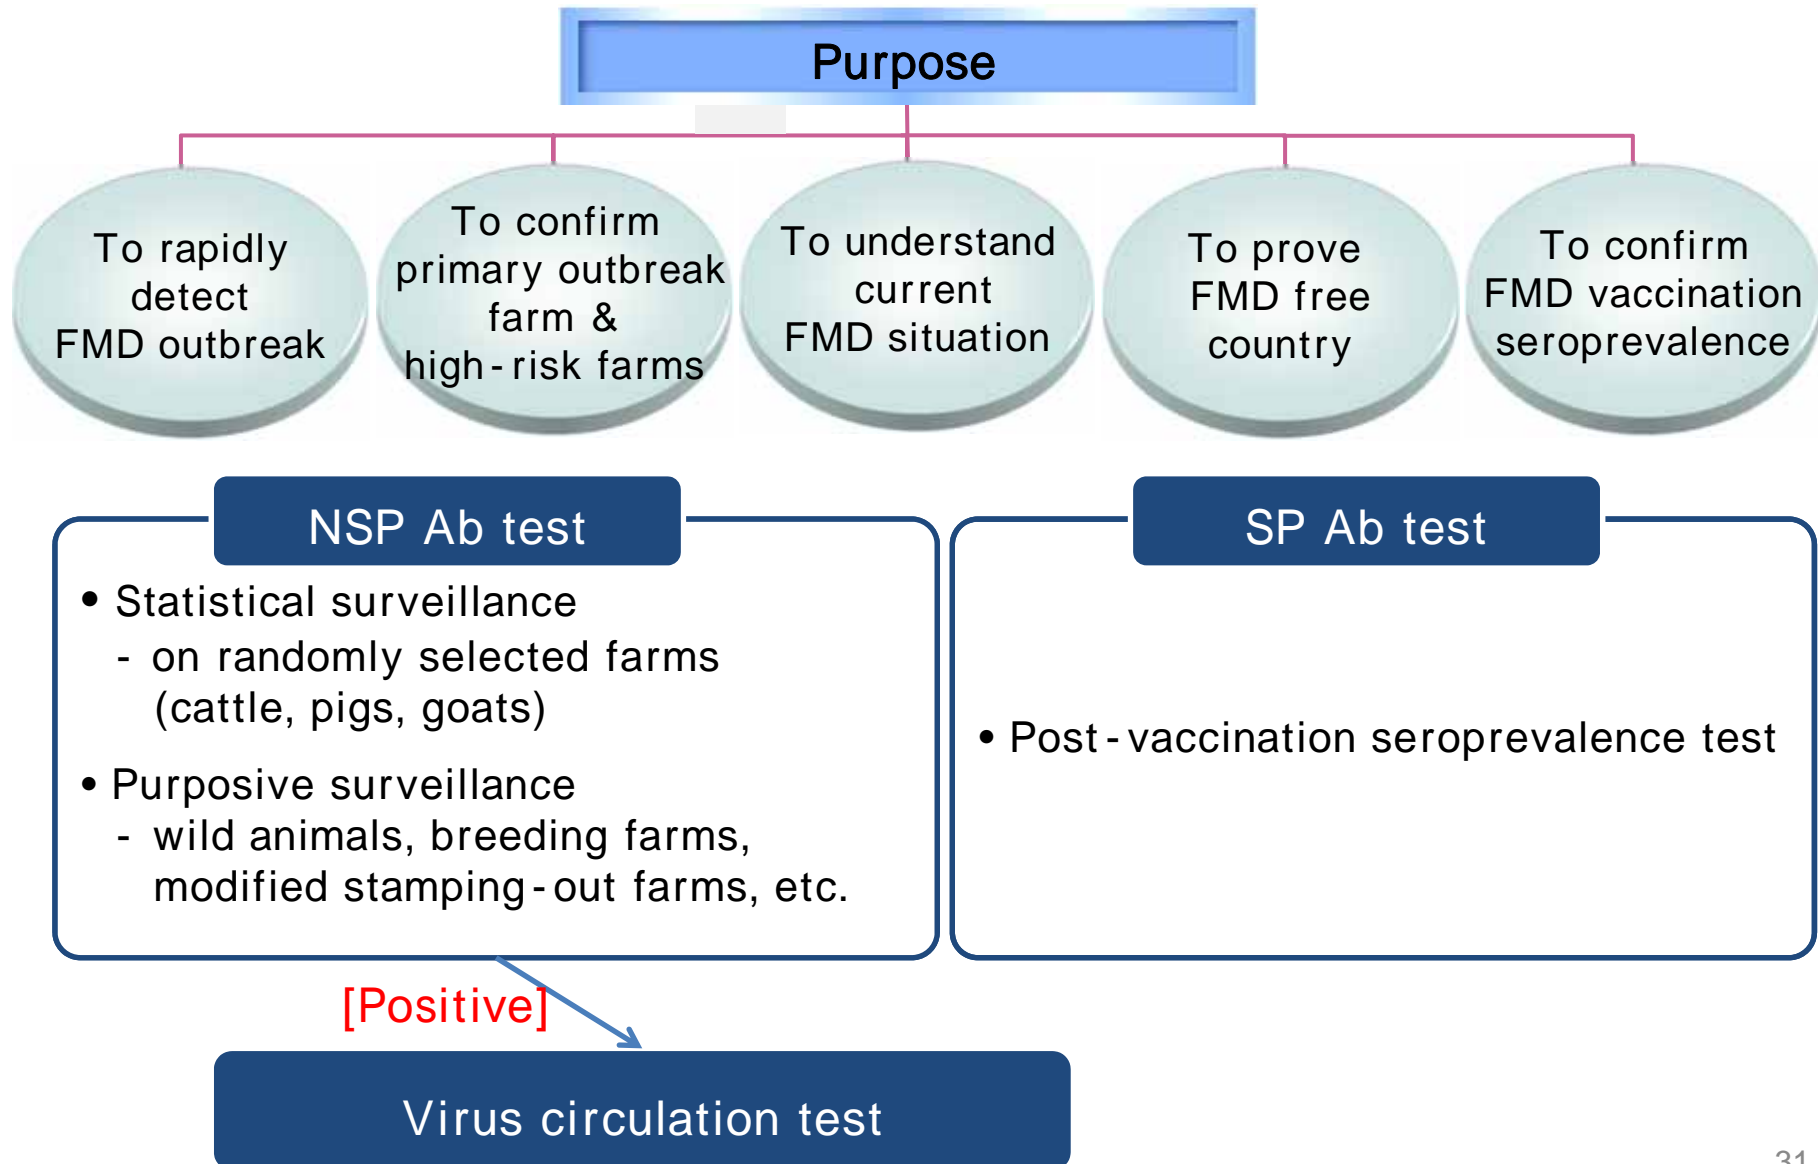 Purpose
To rapidly
detect
FMD outbreak
To confirm
primary outbreak
farm &
high-risk farms
To understand
current
FMD situation
To prove
FMD free
country
To confirm
FMD vaccination
seroprevalence
NSP Ab test
• Statistical surveillance
- on randomly selected farms
(cattle, pigs, goats)
• Purposive surveillance
- wild animals, breeding farms,
modified stamping-out farms, etc.
SP Ab test
• Post-vaccination seroprevalence test
[Positive]
Virus circulation test
31